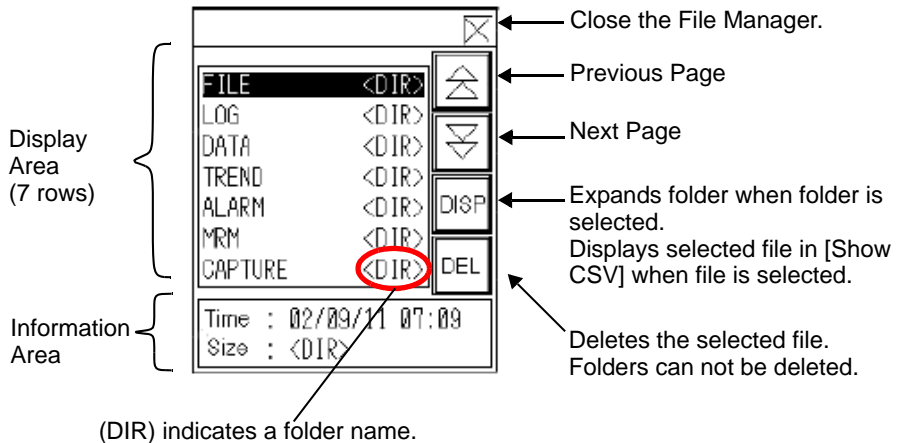 Close the File Manager.
Previous Page
FILE <DIR>
LOG <DIR>
Next Page
DATA <DIR>
Display
Area
(7 rows)
TREND <DIR>
ALARM <DIR>
DISP
Expands folder when folder is
selected.
Displays selected file in [Show
CSV] when file is selected.
MRM <DIR>
CAPTURE <DIR>
DEL
Information
Area
Time : 02/09/11 07:09
Size : <DIR>
Deletes the selected file.
Folders can not be deleted.
(DIR) indicates a folder name.